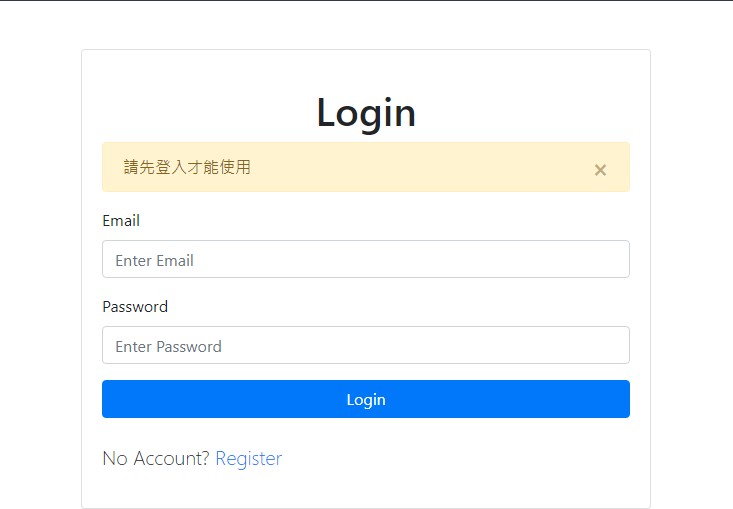 Login
請先登入才能使用 ×
Email
Enter Email
Password
Enter Password
Login
No Account? Register